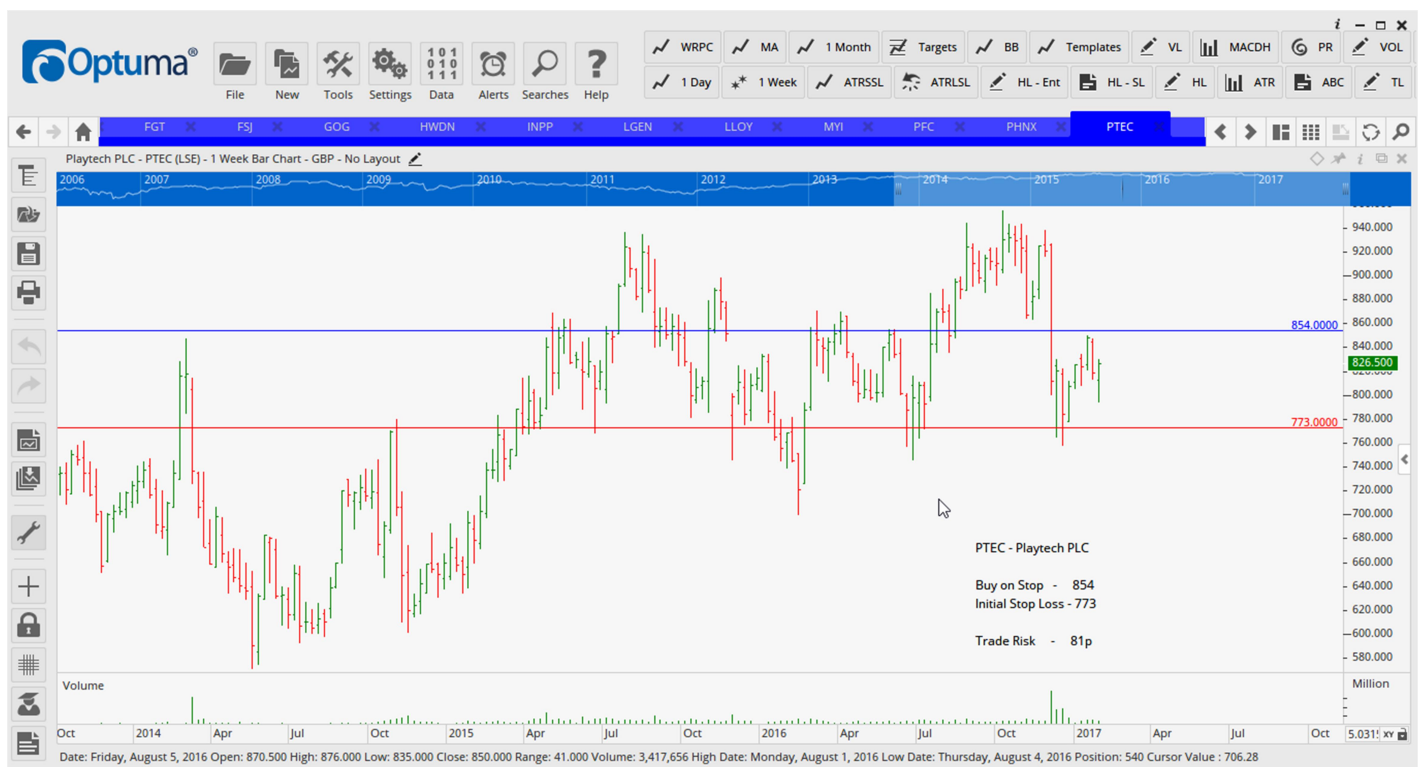 i
Optuma®
File
New
Tools
Settings
101
010
111
Data
Alerts
Searches
?
Help
WRPC
MA
1 Month
Targets
BB
Templates
VL
MACDH
PR
VOL
1 Day
1 Week
ATRSSL
ATRLSL
HL - Ent
HL - SL
HL
ATR
ABC
TL
FGT
FSJ
GOG
HWDN
INPP
LGEN
LLOY
MYI
PFC
PHNX
PTEC
Playtech PLC - PTEC (LSE) - 1 Week Bar Chart - GBP - No Layout
i
2006 2007 2008 2009 2010 2011 2012 2013 2014 2015 2016 2017
940.000
920.000
900.000
880.000
854.0000
860.000
840.000
826.500
820.000
800.000
780.000
773.0000
760.000
740.000
720.000
700.000
680.000
660.000
640.000
620.000
600.000
580.000
PTEC - Playtech PLC
Buy on Stop - 854
Initial Stop Loss - 773
Trade Risk - 81p
Volume
Million
Oct 2014 Apr Jul Oct 2015 Apr Jul Oct 2016 Apr Jul Oct 2017 Apr Jul Oct
XY
Date: Friday, August 5, 2016 Open: 870.500 High: 876.000 Low: 835.000 Close: 850.000 Range: 41.000 Volume: 3,417,656 High Date: Monday, August 1, 2016 Low Date: Thursday, August 4, 2016 Position: 540 Cursor Value : 706.28